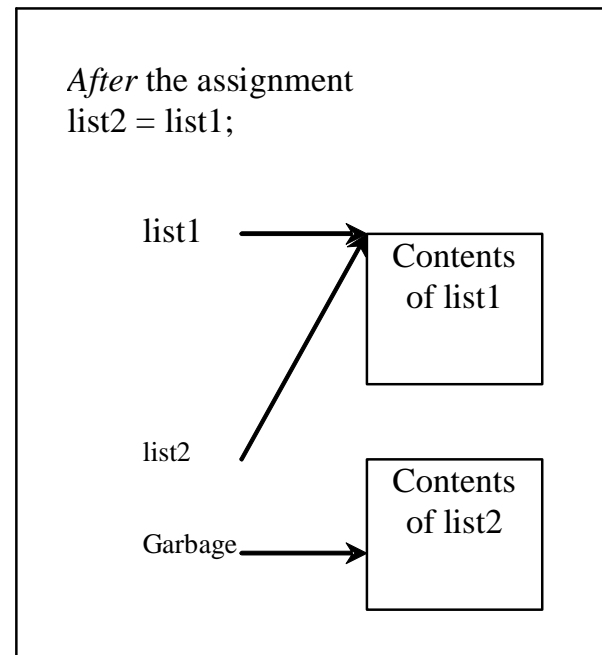 After the assignment
list2 = list1;
list1
Contents
of list1
list2
Contents
of list2
Garbage